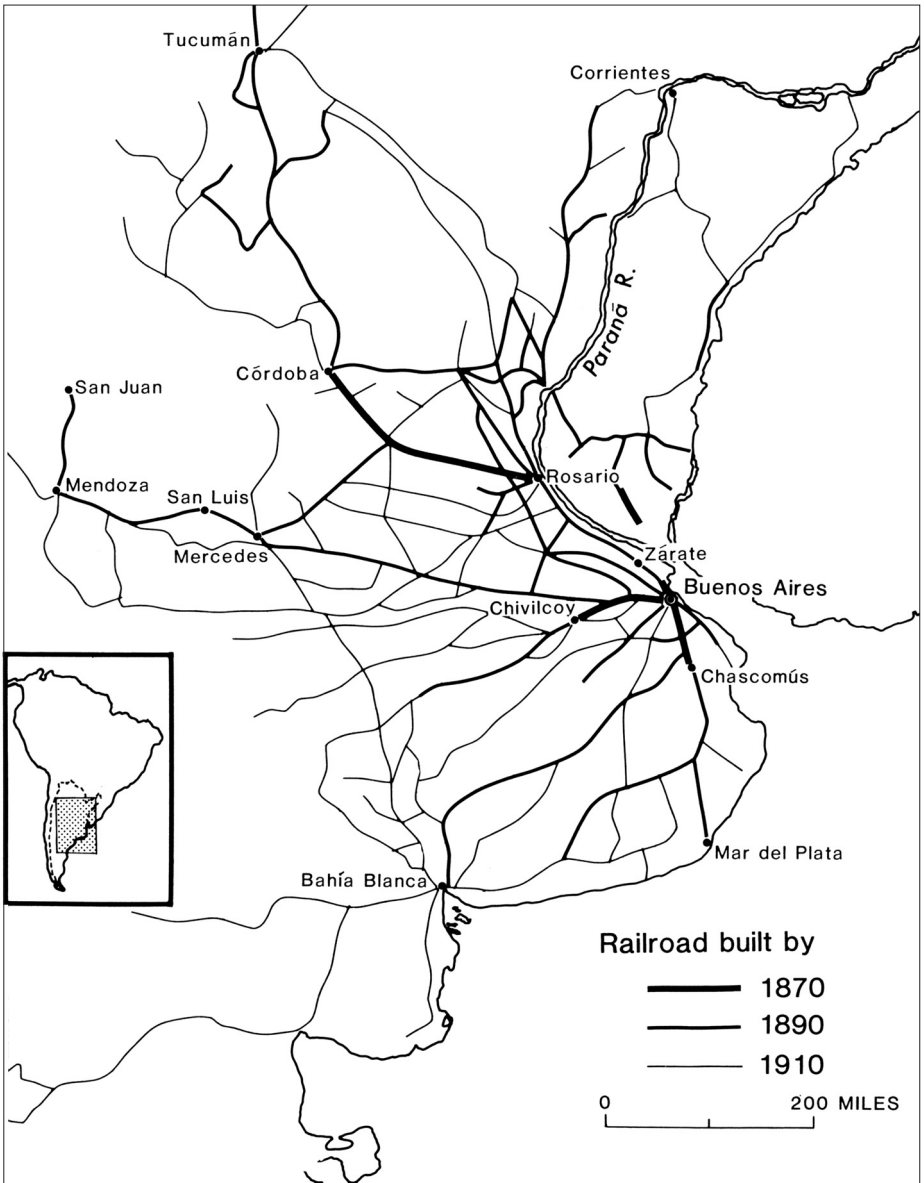 Tucumán
Corrientes
Paraná R.
Córdoba
San Juan
Mendoza
San Luis
Rosario
Mercedes
Zárate
Buenos Aires
Chivilcoy
Chascomús
Mar del Plata
Bahía Blanca
Railroad built by
1870
1890
1910
0 200 MILES